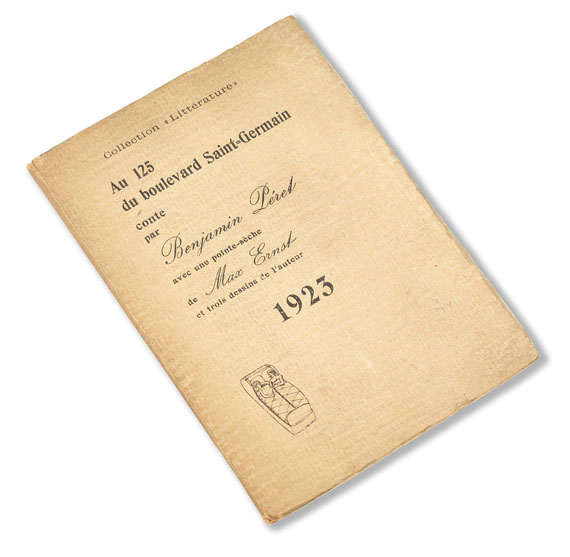 Collection "Littérature"
Au 125
du boulevard Saint-Germain
conte
par
Benjamin Péret
avec une pointe-sèche
de Max Ernst
et trois dessins de l'auteur
1923